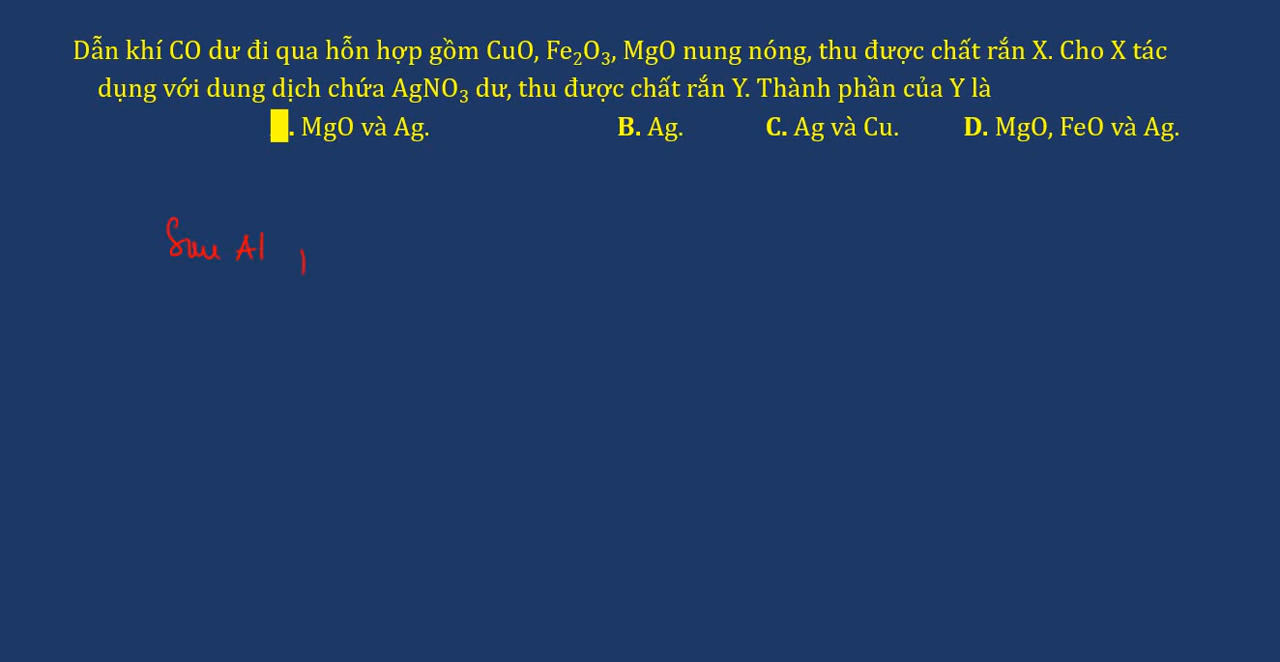 Dẫn khí CO dư đi qua hỗn hợp gồm CuO, Fe₂O₃, MgO nung nóng, thu được chất rắn X. Cho X tác
dụng với dung dịch chứa AgNO₃ dư, thu được chất rắn Y. Thành phần của Y là
. MgO và Ag. B. Ag. C. Ag và Cu. D. MgO, FeO và Ag.
Sau Al